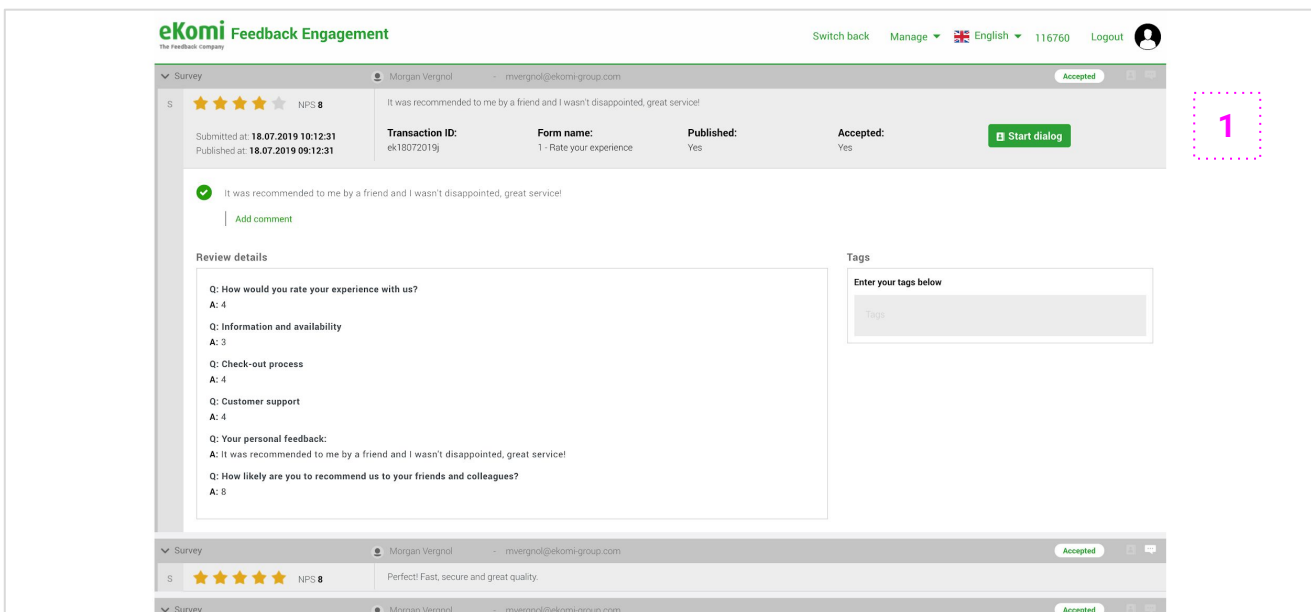 eKomi Feedback Engagement
The Feedback Company
Switch back Manage English 116760 Logout
Survey Morgan Vergnol - mvergnol@ekomi-group.com Accepted
S NPS 8 It was recommended to me by a friend and I wasn't disappointed, great service!
1
Submitted at: 18.07.2019 10:12:31
Published at: 18.07.2019 09:12:31
Transaction ID: Form name: Published: Accepted:
ek18072019j 1 - Rate your experience Yes Yes
Start dialog
It was recommended to me by a friend and I wasn't disappointed, great service!
Add comment
Review details
Q: How would you rate your experience with us?
A: 4
Q: Information and availability
A: 3
Q: Check-out process
A: 4
Q: Customer support
A: 4
Q: Your personal feedback:
A: It was recommended to me by a friend and I wasn't disappointed, great service!
Q: How likely are you to recommend us to your friends and colleagues?
A: 8
Tags
Enter your tags below
Tags
Survey Morgan Vergnol - mvergnol@ekomi-group.com Accepted
S NPS 8 Perfect! Fast, secure and great quality.
Survey Morgan Vergnol - mvergnol@ekomi-group.com Accepted